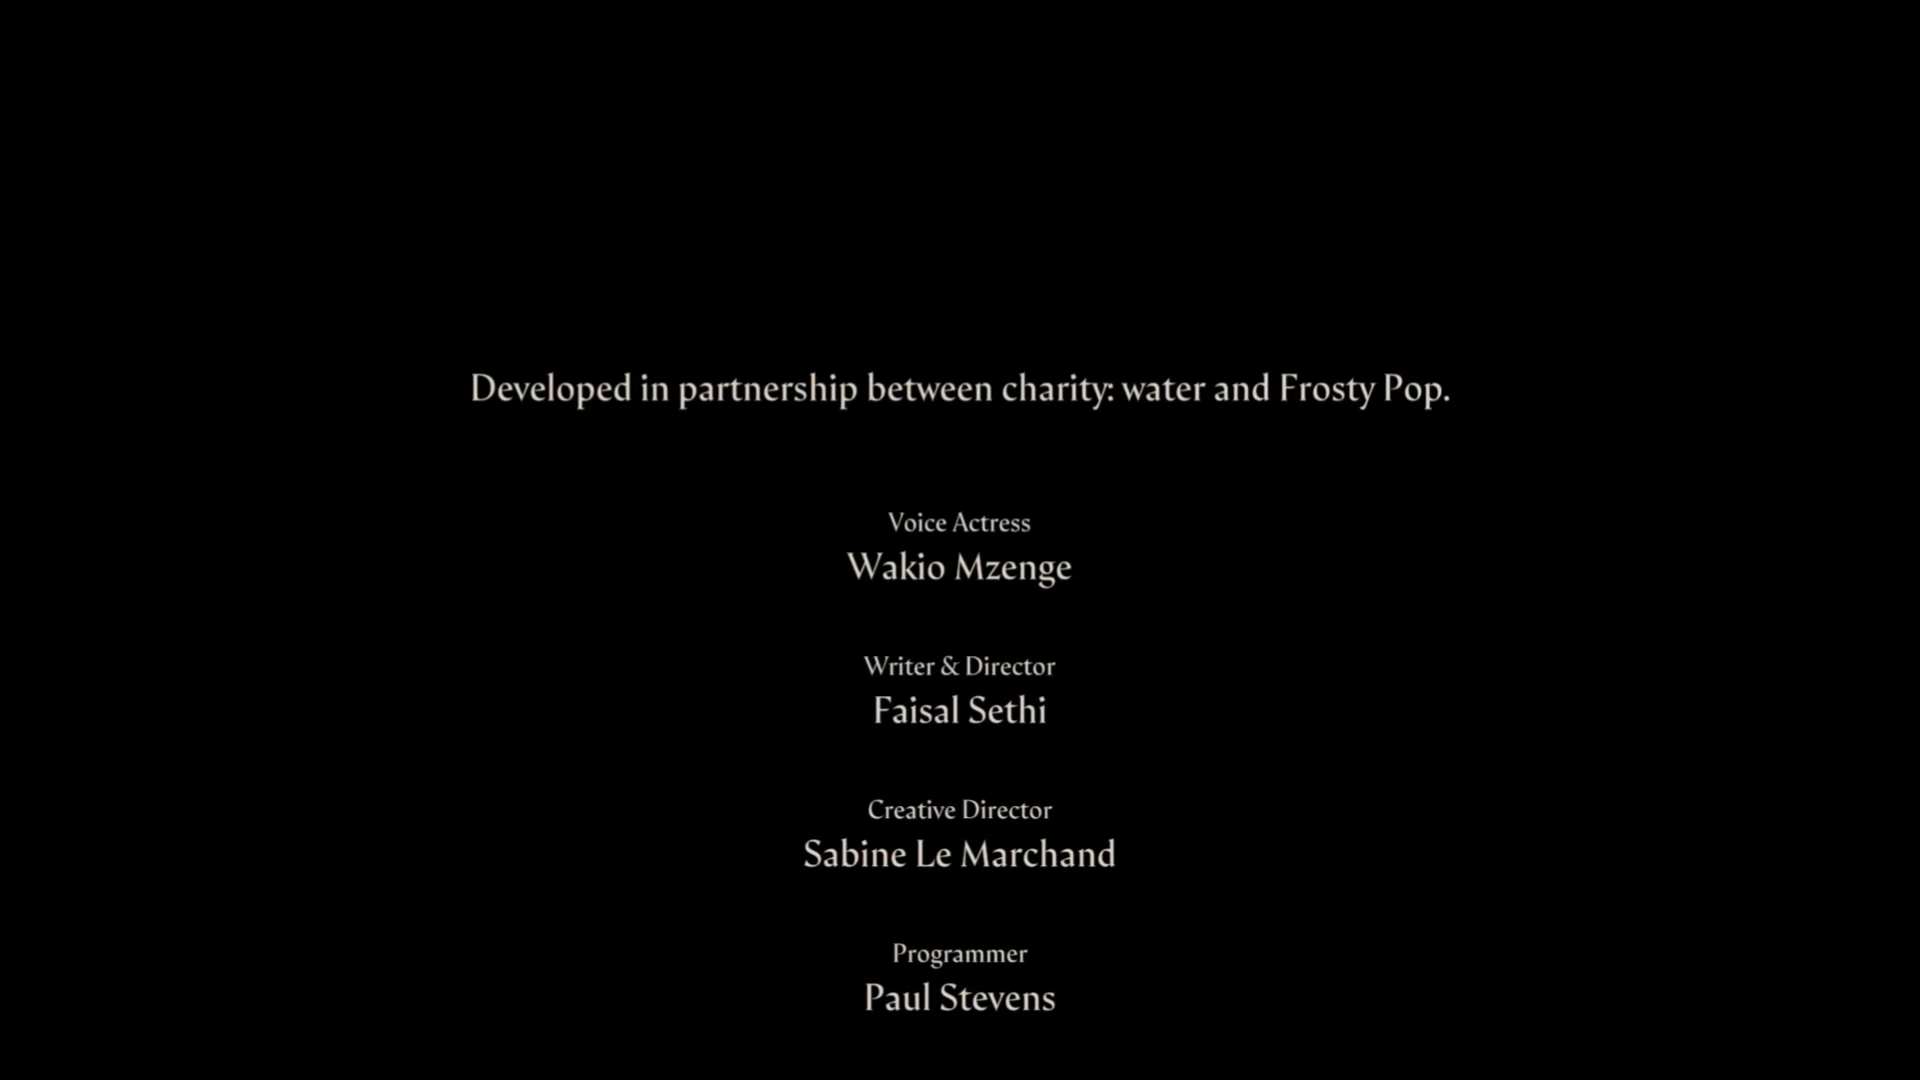 Developed in partnership between charity: water and Frosty Pop.
Voice Actress
Wakio Mzenge
Writer & Director
Faisal Sethi
Creative Director
Sabine Le Marchand
Programmer
Paul Stevens